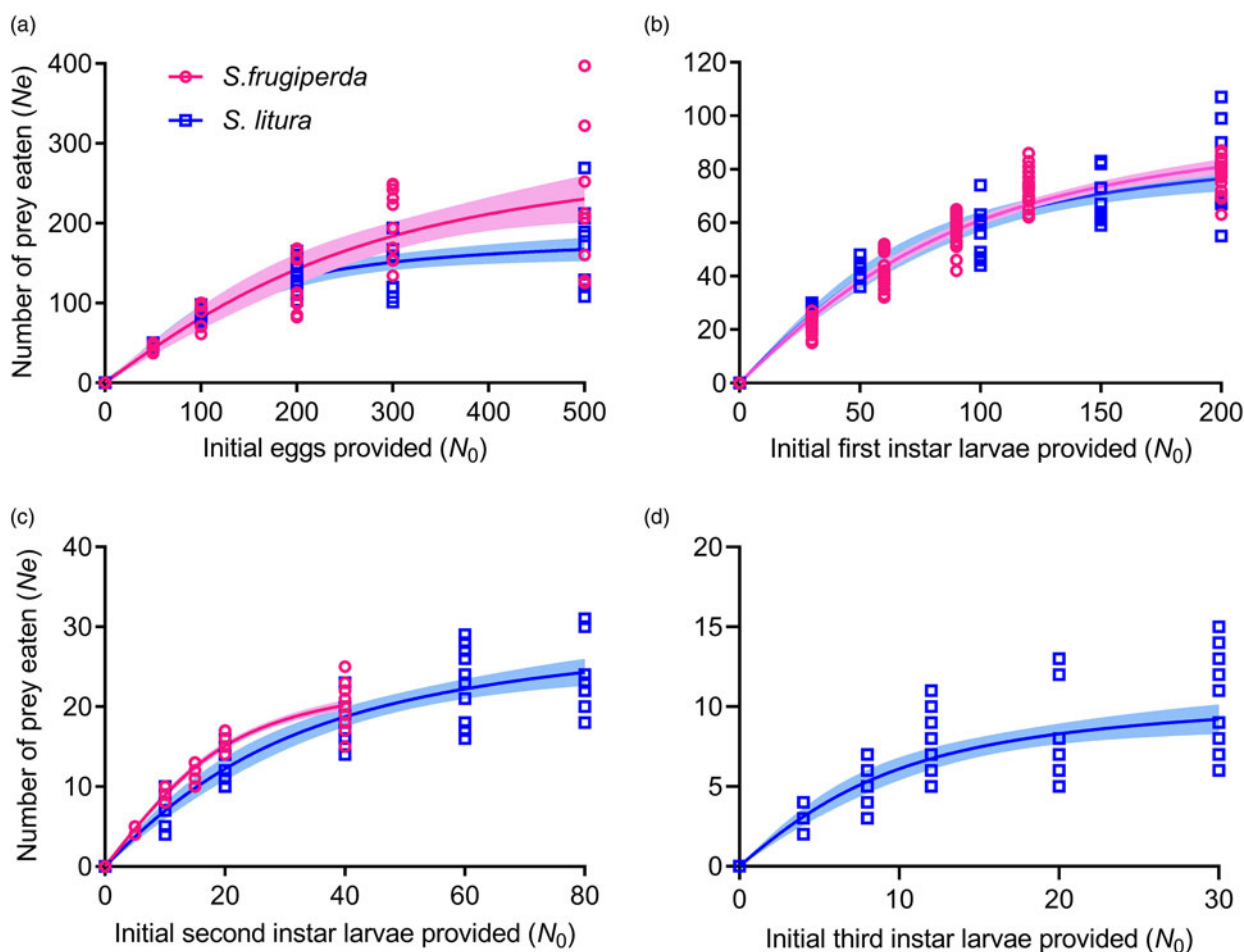 (a)
400
300
200
100
0
Number of prey eaten (Ne)
S.frugiperda
S. litura
0 100 200 300 400 500
Initial eggs provided (N0)
(b)
120
100
80
60
40
20
0
0 50 100 150 200
Initial first instar larvae provided (N0)
(c)
40
30
20
10
0
Number of prey eaten (Ne)
0 20 40 60 80
Initial second instar larvae provided (N0)
(d)
20
15
10
5
0
0 10 20 30
Initial third instar larvae provided (N0)